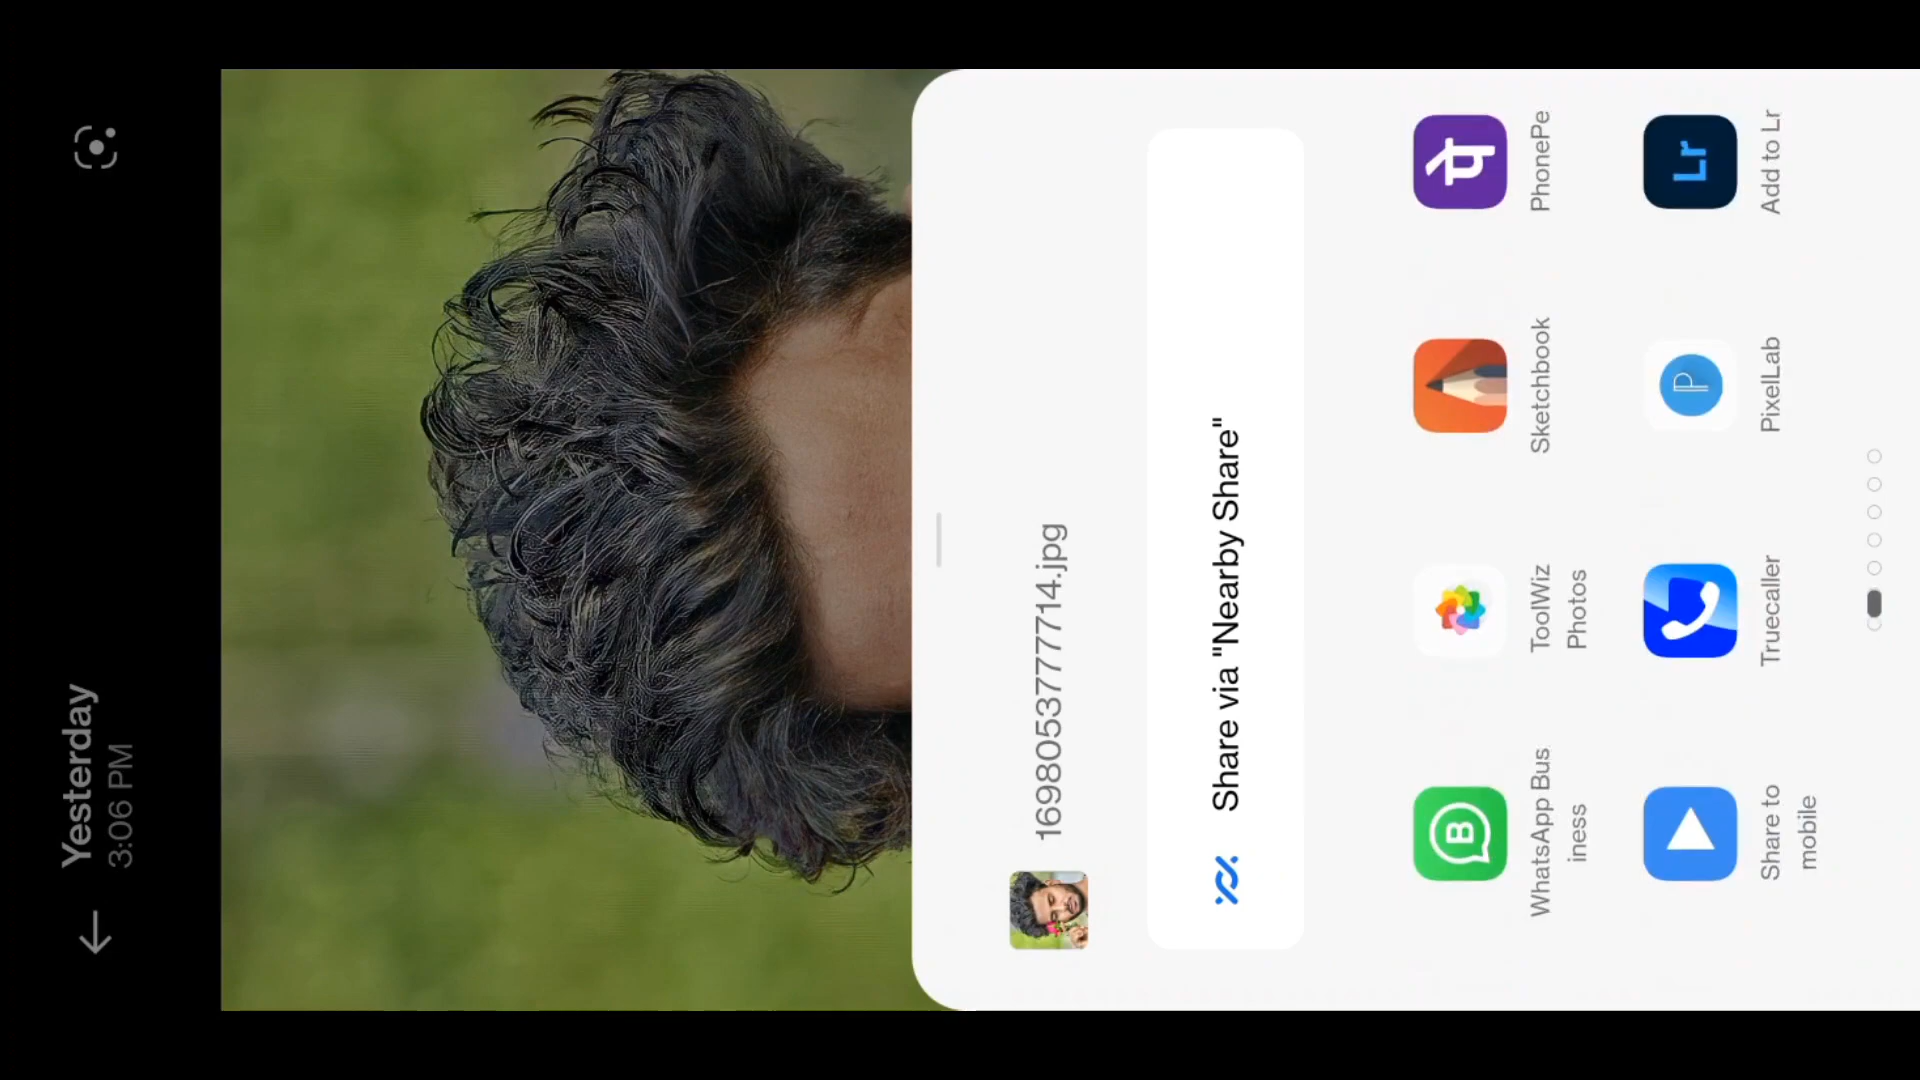 Yesterday
3:06 PM
1698053777714.jpg
Share via "Nearby Share"
WhatsApp Bus
iness
ToolWiz
Photos
Sketchbook
PhonePe
Share to
mobile
Truecaller
PixelLab
Add to Lr
B
पे
P
Lr